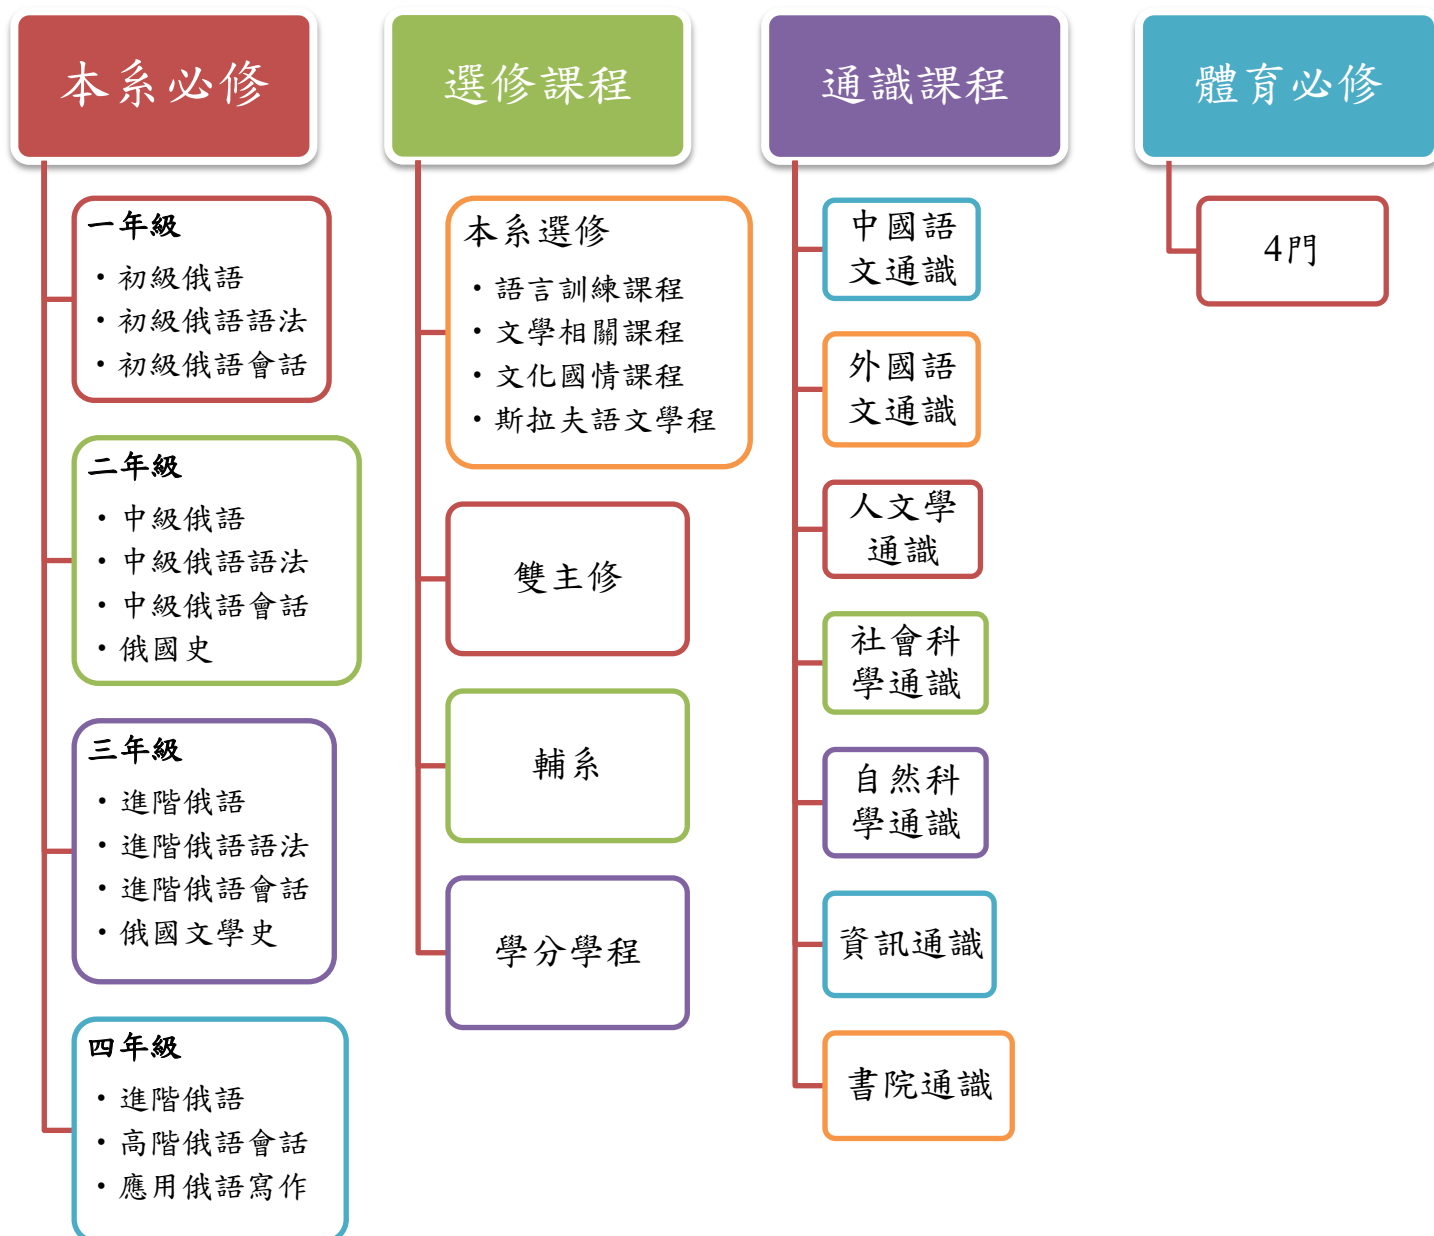 本系必修
一年級
・初級俄語
・初級俄語語法
・初級俄語會話
二年級
・中級俄語
・中級俄語語法
・中級俄語會話
・俄國史
三年級
・進階俄語
・進階俄語語法
・進階俄語會話
・俄國文學史
四年級
・進階俄語
・高階俄語會話
・應用俄語寫作
選修課程
本系選修
・語言訓練課程
・文學相關課程
・文化國情課程
・斯拉夫語文學程
雙主修
輔系
學分學程
通識課程
中國語
文通識
外國語
文通識
人文學
通識
社會科
學通識
自然科
學通識
資訊通識
書院通識
體育必修
4門